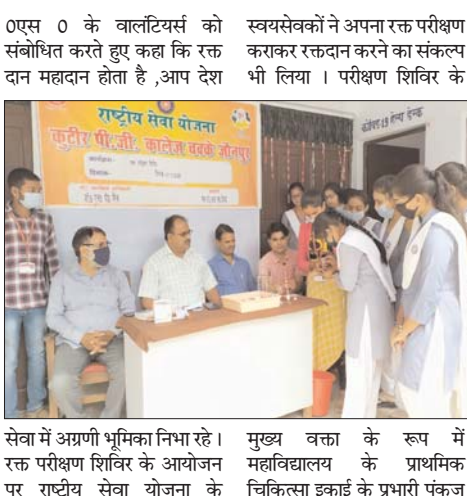 0एस 0 के वालंटियर्स को
संबोधित करते हुए कहा कि रक्त
दान महादान होता है ,आप देश
स्वयसेवकों ने अपना रक्त परीक्षण
कराकर रक्तदान करने का संकल्प
भी लिया । परीक्षण शिविर के
राष्ट्रीय सेवा योजना
कुटीर पी.जी. कालेज चक्के जौनपुर
सेवा में अग्रणी भूमिका निभा रहे ।
रक्त परीक्षण शिविर के आयोजन
पर राष्ट्रीय सेवा योजना के
मुख्य वक्ता के रूप में
महाविद्यालय के प्राथमिक
चिकित्सा इकाई के प्रभारी पंकज